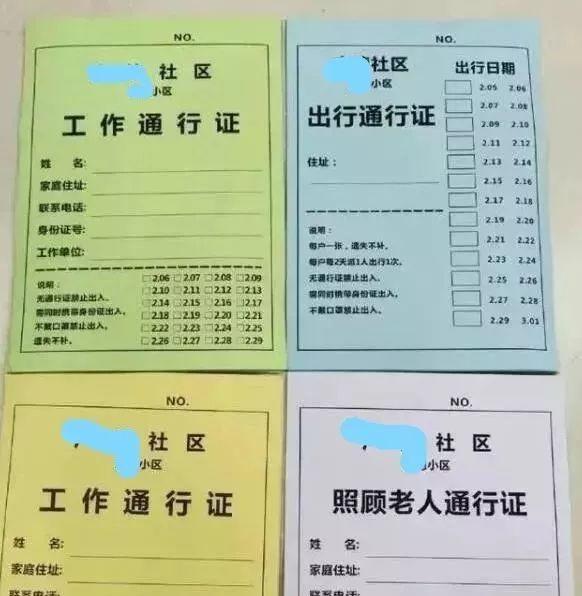 NO.
社区
小区
工作通行证
姓 名:
家庭住址:
联系电话:
身份证号:
工作单位:
说明:
无通行证禁止出入。
需同时携带身份证出入。
不戴口罩禁止出入。
遗失不补。
□2.06 □2.07 □2.08 □2.09
□2.10 □2.11 □2.12 □2.13
□2.14 □2.15 □2.16 □2.17
□2.18 □2.19 □2.20 □2.21
□2.22 □2.23 □2.24 □2.25
□2.26 □2.27 □2.28 □2.29
NO.
社区
小区
出行通行证
住址:
说明:
每户一张，遗失不补。
每户每2天派1人出行1次。
无通行证禁止出入。
需同时携带身份证出入。
不戴口罩禁止出入。
出行日期
2.05 2.06
2.07 2.08
2.09 2.10
2.11 2.12
2.13 2.14
2.15 2.16
2.17 2.18
2.19 2.20
2.21 2.22
2.23 2.24
2.25 2.26
2.27 2.28
2.29 3.01
NO.
社区
小区
工作通行证
姓 名:
家庭住址:
联系电话:
NO.
社区
小区
照顾老人通行证
姓 名:
家庭住址:
联系电话: